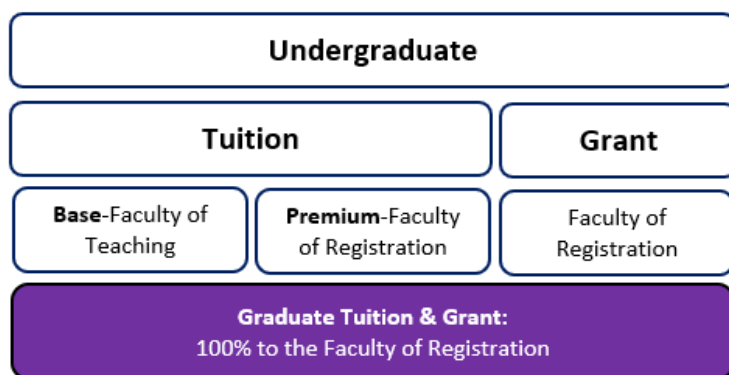 Undergraduate
Tuition
Grant
Base-Faculty of
Teaching
Premium-Faculty
of Registration
Faculty of
Registration
Graduate Tuition & Grant:
100% to the Faculty of Registration